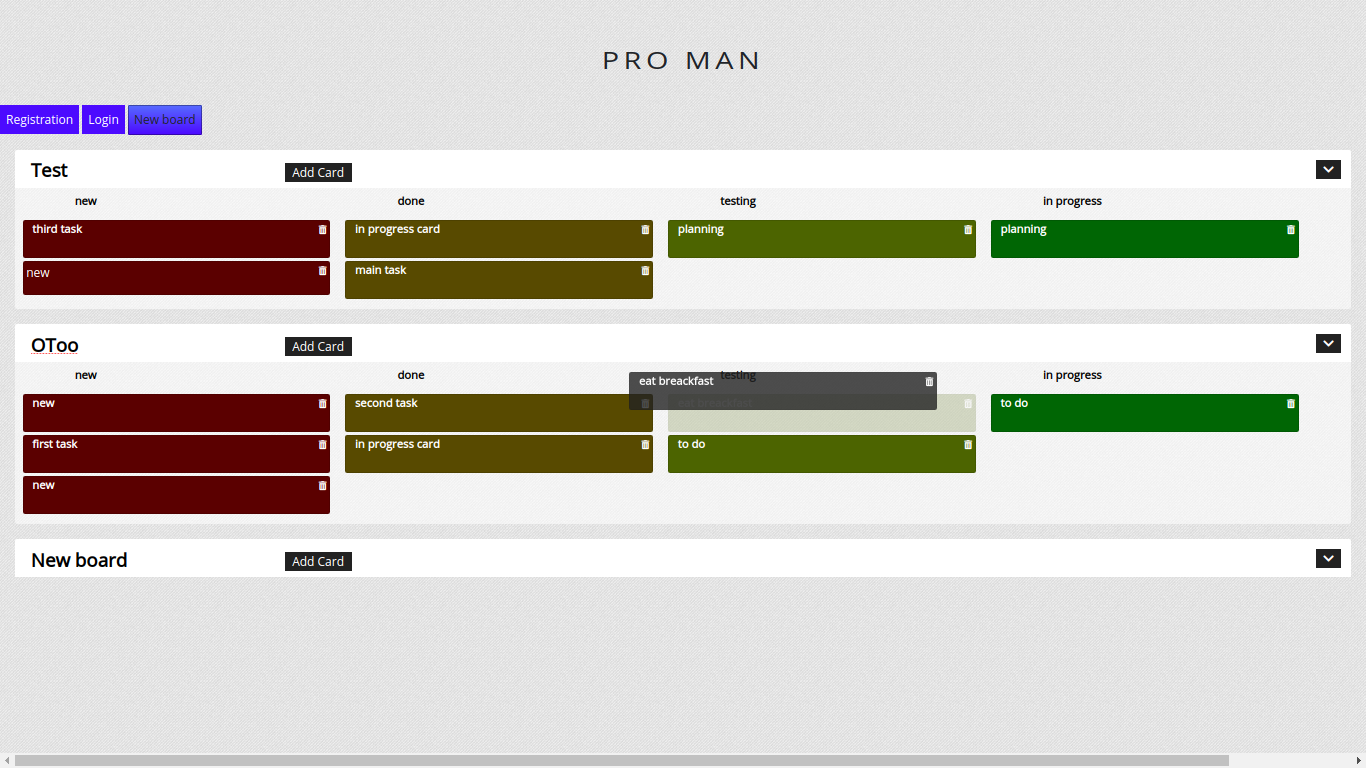 PRO MAN
Registration Login New board
Test Add Card
new done testing in progress
third task in progress card planning planning
new main task
OToo Add Card
new done testing in progress
eat breackfast
new second task eat breackfast to do
first task in progress card to do
new
New board Add Card